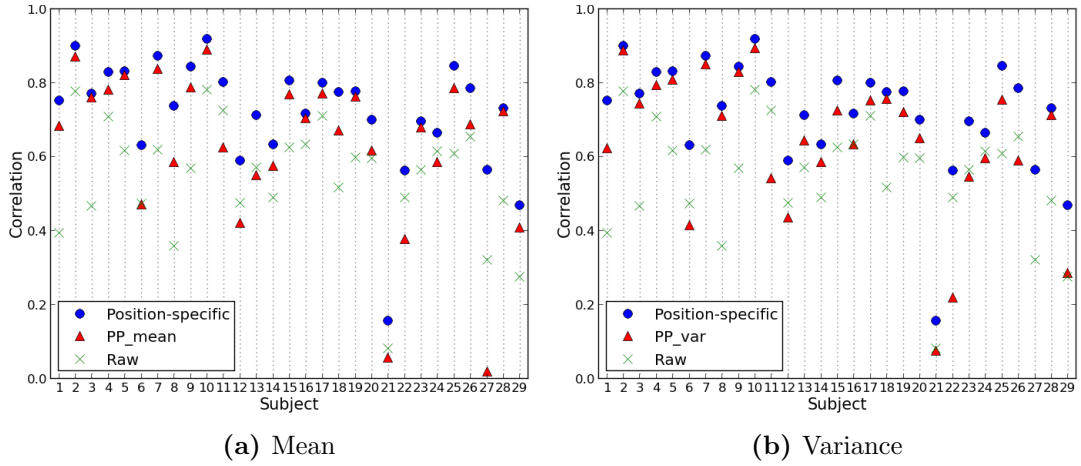 1.0
0.8
0.6
0.4
0.2
0.0
Correlation
Position-specific
PP_mean
Raw
1 2 3 4 5 6 7 8 9 10 11 12 13 14 15 16 17 18 19 20 21 22 23 24 25 26 27 28 29
Subject
(a) Mean
1.0
0.8
0.6
0.4
0.2
0.0
Correlation
Position-specific
PP_var
Raw
1 2 3 4 5 6 7 8 9 10 11 12 13 14 15 16 17 18 19 20 21 22 23 24 25 26 27 28 29
Subject
(b) Variance